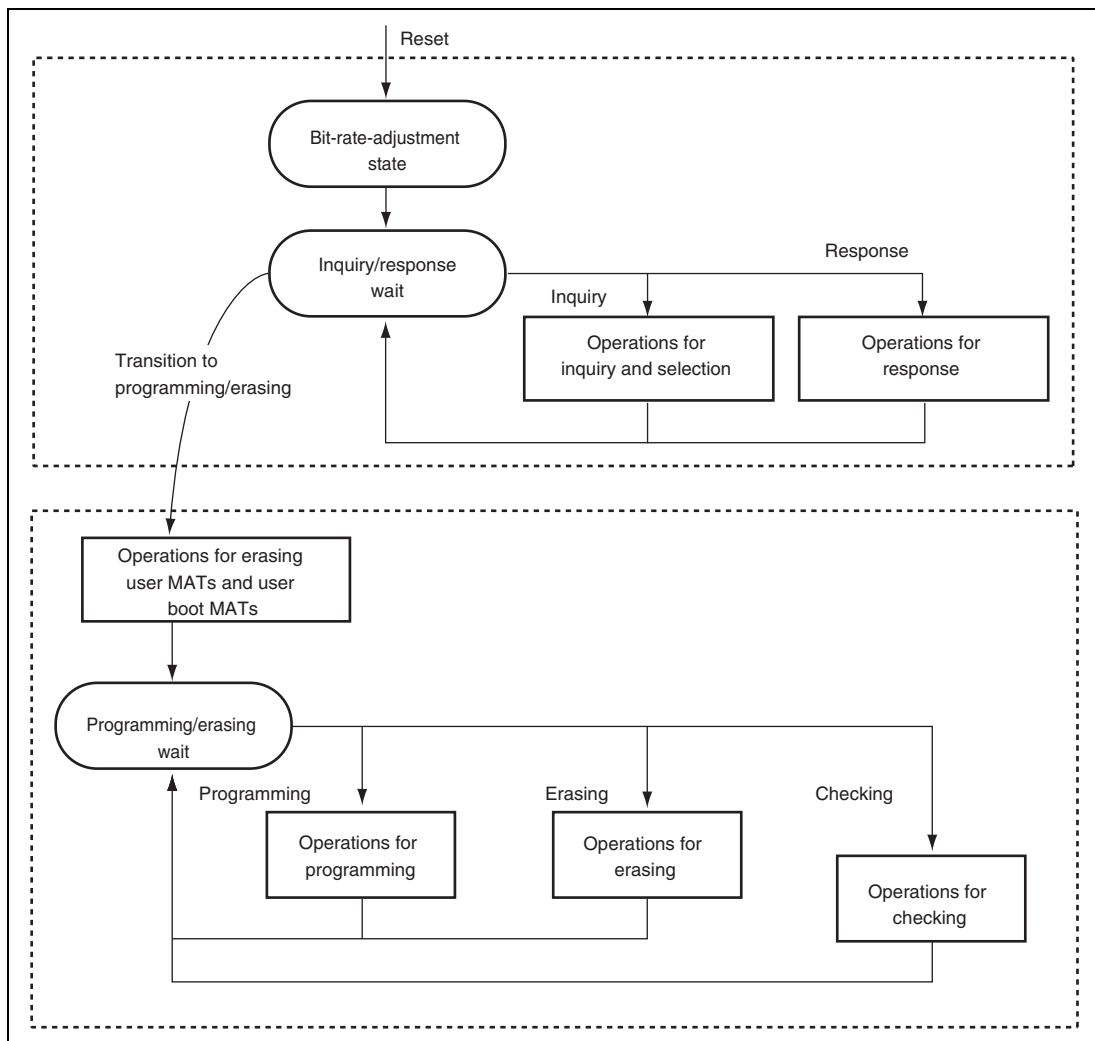 Reset
Bit-rate-adjustment
state
Inquiry/response
wait
Response
Inquiry
Operations for
inquiry and selection
Operations for
response
Transition to
programming/erasing
Operations for erasing
user MATs and user
boot MATs
Programming/erasing
wait
Programming
Erasing
Checking
Operations for
programming
Operations for
erasing
Operations for
checking